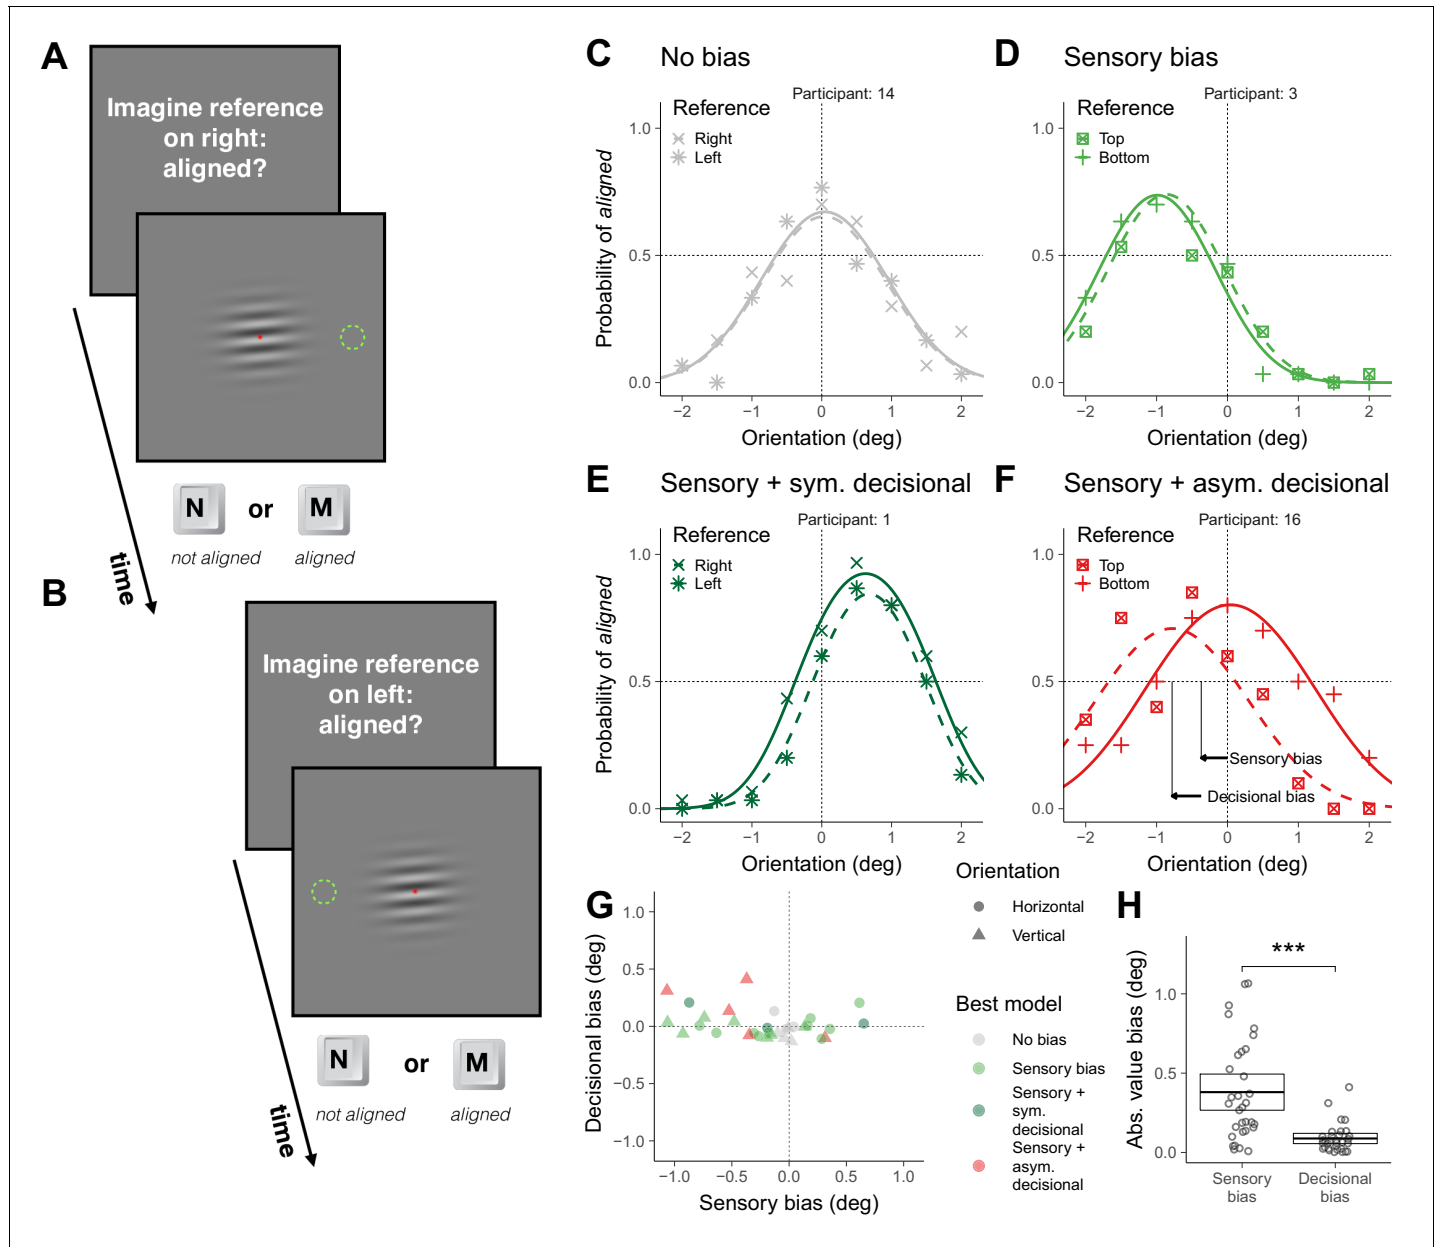 A
Imagine reference
on right:
aligned?
N or M
not aligned aligned
time
B
Imagine reference
on left:
aligned?
N or M
not aligned aligned
time
C No bias
Participant: 14
Reference
Right
Left
Probability of aligned
1.0
0.5
0.0
−2 −1 0 1 2
Orientation (deg)
D Sensory bias
Participant: 3
Reference
Top
Bottom
1.0
0.5
0.0
−2 −1 0 1 2
Orientation (deg)
E Sensory + sym. decisional
Participant: 1
Reference
Right
Left
Probability of aligned
1.0
0.5
0.0
−2 −1 0 1 2
Orientation (deg)
F Sensory + asym. decisional
Participant: 16
Reference
Top
Bottom
1.0
0.5
0.0
Sensory bias
Decisional bias
−2 −1 0 1 2
Orientation (deg)
G
Decisional bias (deg)
1.0
0.5
0.0
−0.5
−1.0
−1.0 −0.5 0.0 0.5 1.0
Sensory bias (deg)
Orientation
Horizontal
Vertical
Best model
No bias
Sensory bias
Sensory +
sym.
decisional
Sensory +
asym.
decisional
H
Abs. value bias (deg)
***
1.0
0.5
0.0
Sensory
bias
Decisional
bias